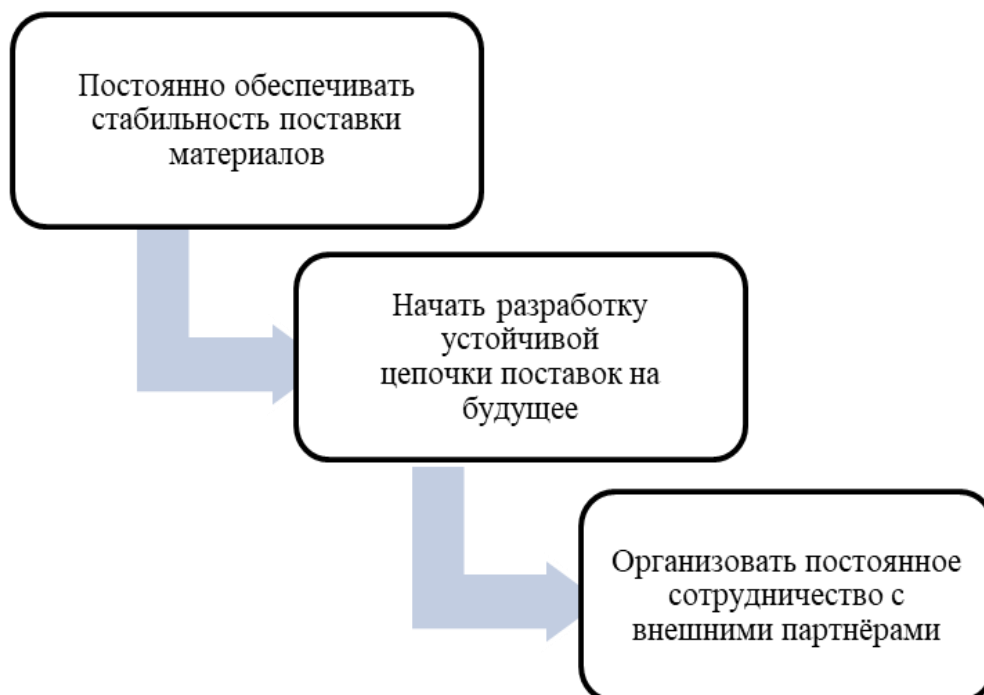 Постоянно обеспечивать
стабильность поставки
материалов
Начать разработку
устойчивой
цепочки поставок на
будущее
Организовать постоянное
сотрудничество с
внешними партнёрами